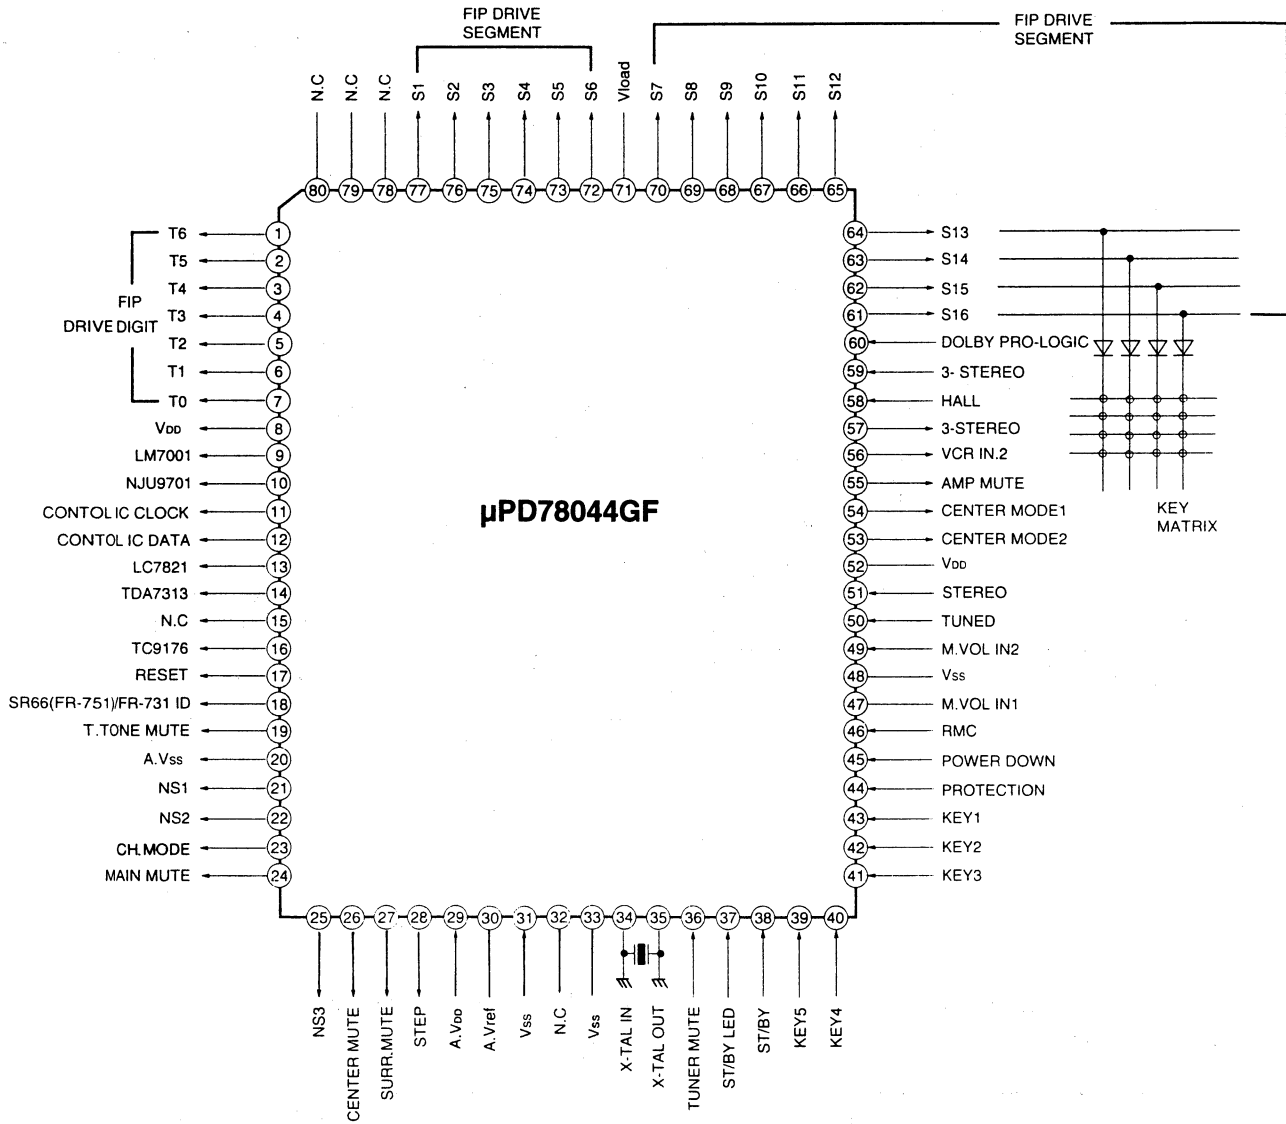 FIP DRIVE
SEGMENT
FIP DRIVE
SEGMENT
N.C
N.C
N.C
S1
S2
S3
S4
S5
S6
Vload
S7
S8
S9
S10
S11
S12
80
79
78
77
76
75
74
73
72
71
70
69
68
67
66
65
FIP
DRIVE DIGIT
T6 1
T5 2
T4 3
T3 4
T2 5
T1 6
T0 7
VDD 8
LM7001 9
NJU9701 10
CONTOL IC CLOCK 11
CONTOL IC DATA 12
LC7821 13
TDA7313 14
N.C 15
TC9176 16
RESET 17
SR66(FR-751)/FR-731 ID 18
T.TONE MUTE 19
A.Vss 20
NS1 21
NS2 22
CH.MODE 23
MAIN MUTE 24
µPD78044GF
64 S13
63 S14
62 S15
61 S16
60 DOLBY PRO-LOGIC
59 3- STEREO
58 HALL
57 3-STEREO
56 VCR IN.2
55 AMP MUTE
54 CENTER MODE1
53 CENTER MODE2
52 VDD
51 STEREO
50 TUNED
49 M.VOL IN2
48 Vss
47 M.VOL IN1
46 RMC
45 POWER DOWN
44 PROTECTION
43 KEY1
42 KEY2
41 KEY3
KEY
MATRIX
25
26
27
28
29
30
31
32
33
34
35
36
37
38
39
40
NS3
CENTER MUTE
SURR.MUTE
STEP
A.VDD
A.Vref
Vss
N.C
Vss
X-TAL IN
X-TAL OUT
TUNER MUTE
ST/BY LED
ST/BY
KEY5
KEY4